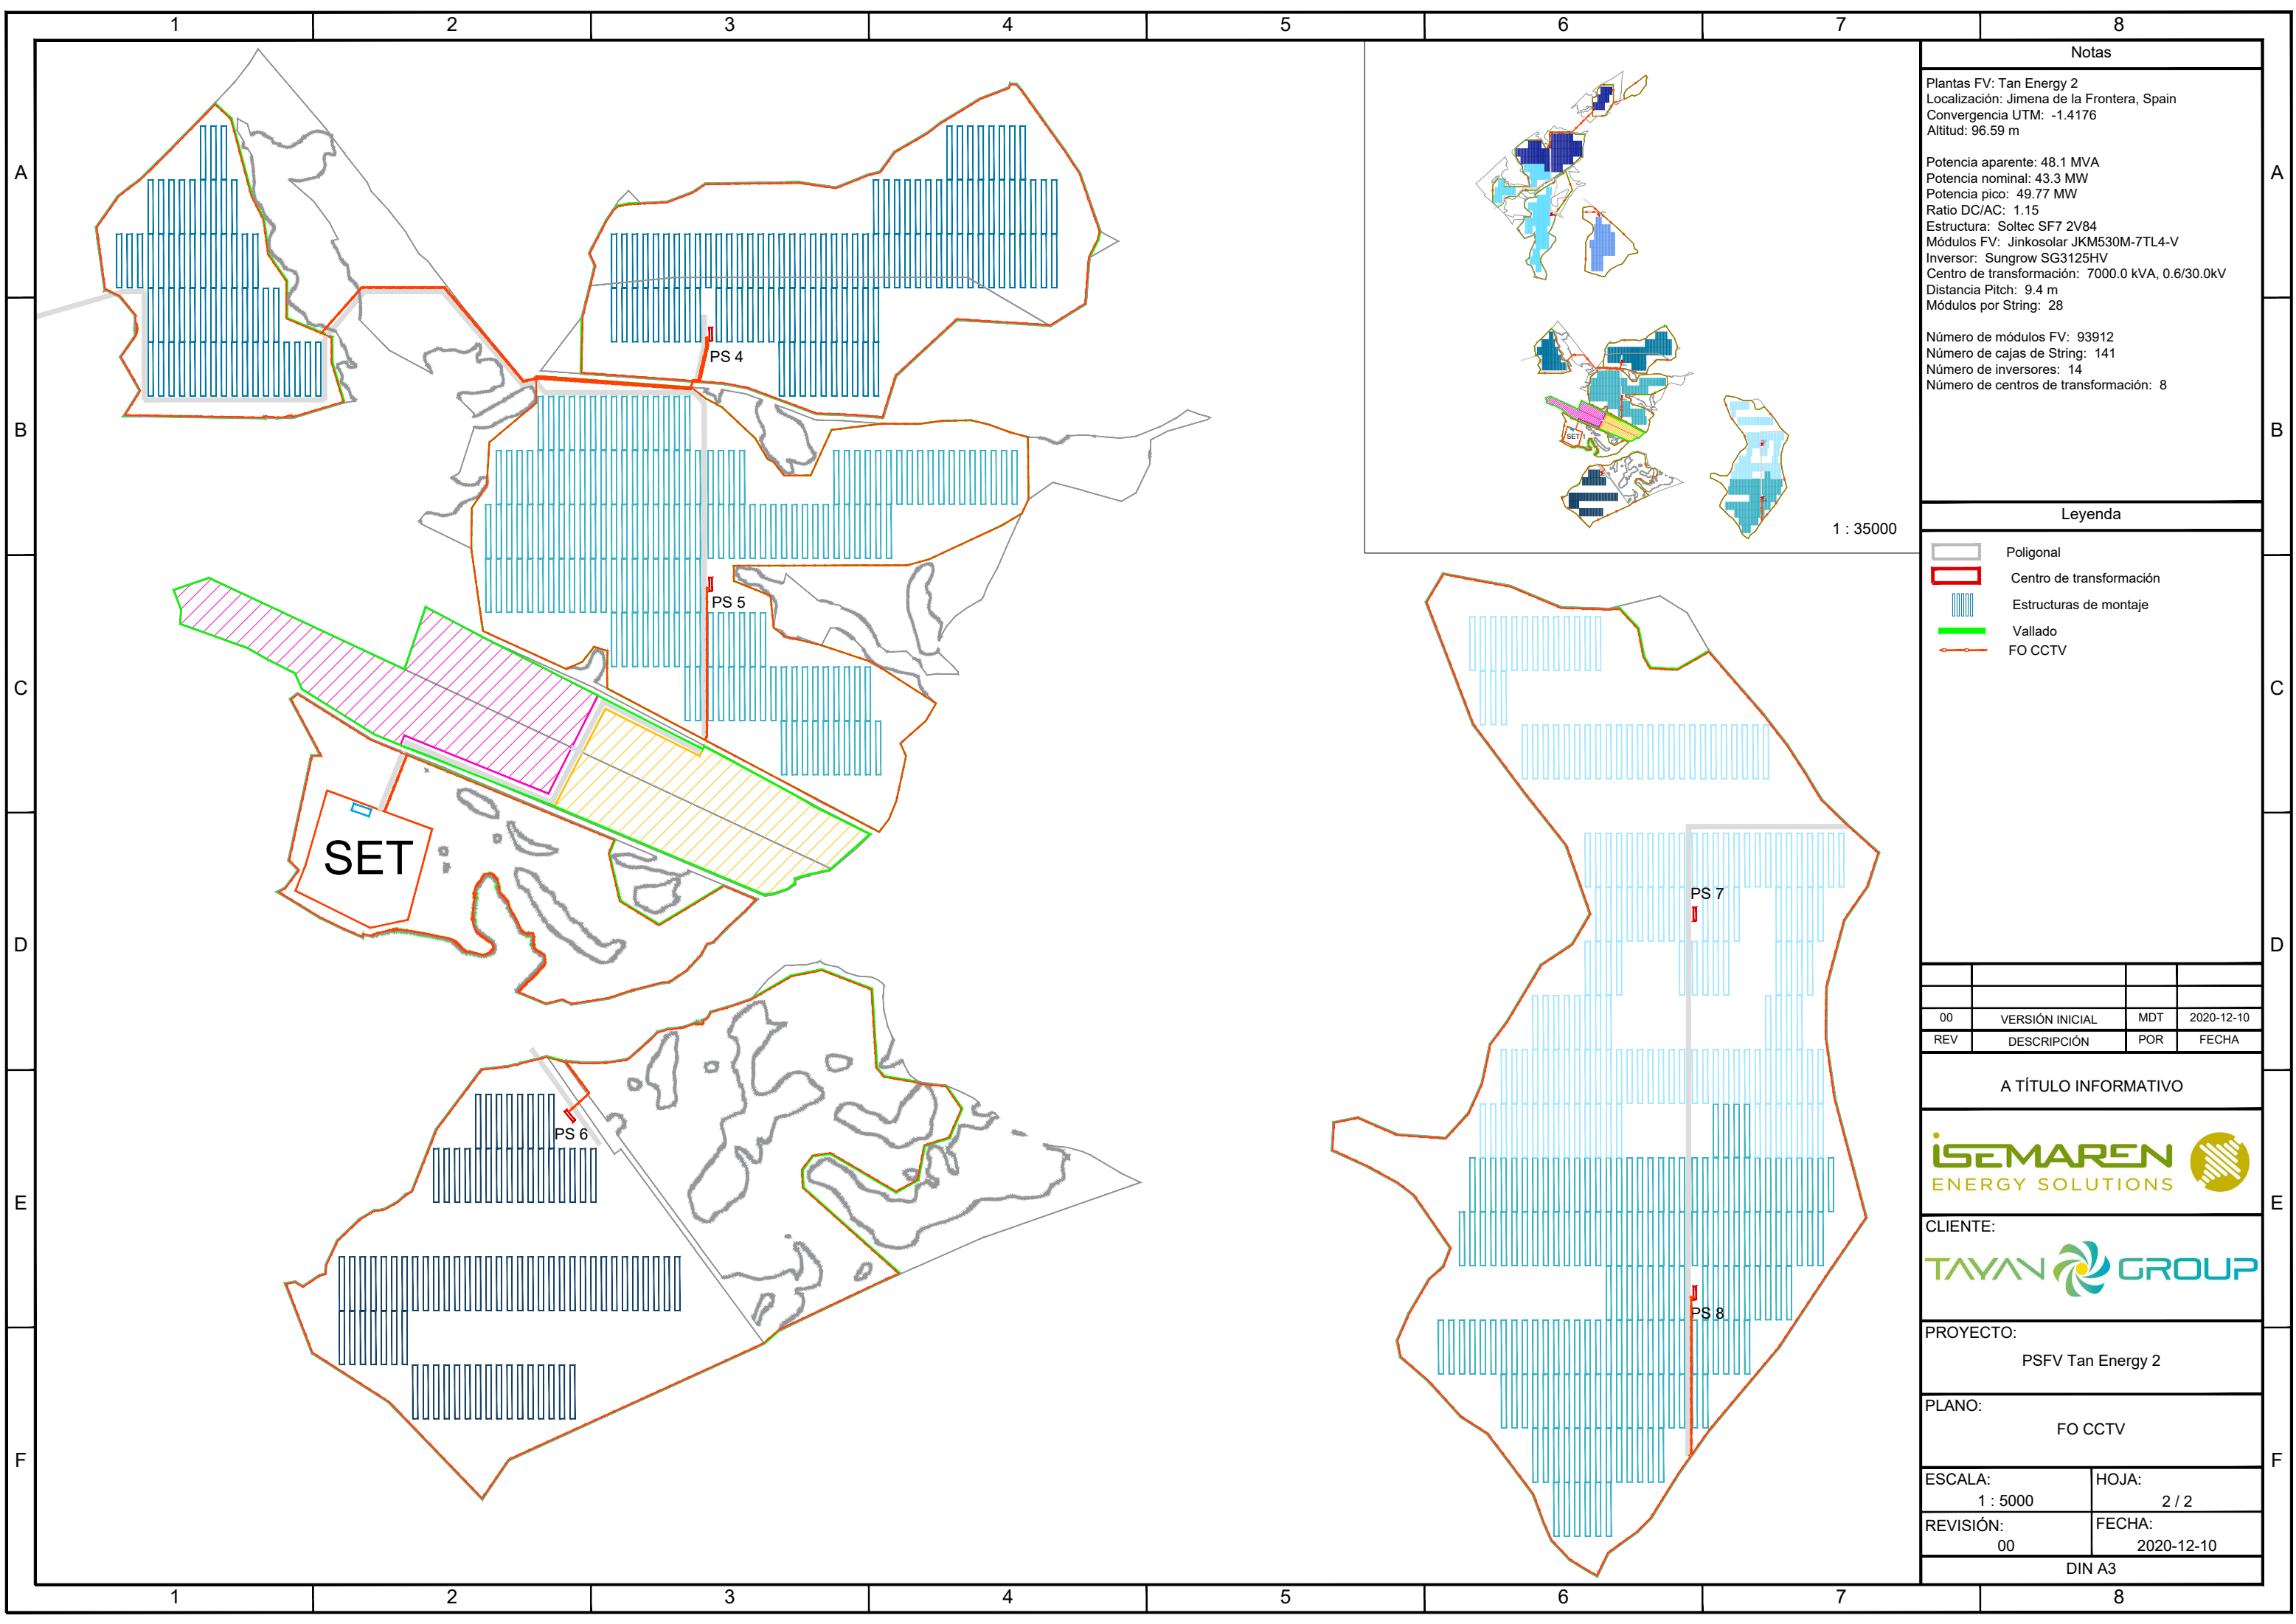 1 2 3 4 5 6 7 8
A
B
C
D
E
F
PS 4
PS 5
SET
PS 6
PS 7
PS 8
SET
1 : 35000
Notas
Plantas FV: Tan Energy 2
Localización: Jimena de la Frontera, Spain
Convergencia UTM: -1.4176
Altitud: 96.59 m
Potencia aparente: 48.1 MVA
Potencia nominal: 43.3 MW
Potencia pico: 49.77 MW
Ratio DC/AC: 1.15
Estructura: Soltec SF7 2V84
Módulos FV: Jinkosolar JKM530M-7TL4-V
Inversor: Sungrow SG3125HV
Centro de transformación: 7000.0 kVA, 0.6/30.0kV
Distancia Pitch: 9.4 m
Módulos por String: 28
Número de módulos FV: 93912
Número de cajas de String: 141
Número de inversores: 14
Número de centros de transformación: 8
Leyenda
Poligonal
Centro de transformación
Estructuras de montaje
Vallado
FO CCTV
00 VERSIÓN INICIAL MDT 2020-12-10
REV DESCRIPCIÓN POR FECHA
A TÍTULO INFORMATIVO
ISEMAREN
ENERGY SOLUTIONS
CLIENTE:
TAYAN GROUP
PROYECTO:
PSFV Tan Energy 2
PLANO:
FO CCTV
ESCALA: HOJA:
1 : 5000 2 / 2
REVISIÓN: FECHA:
00 2020-12-10
DIN A3
A
B
C
D
E
F
1 2 3 4 5 6 7 8